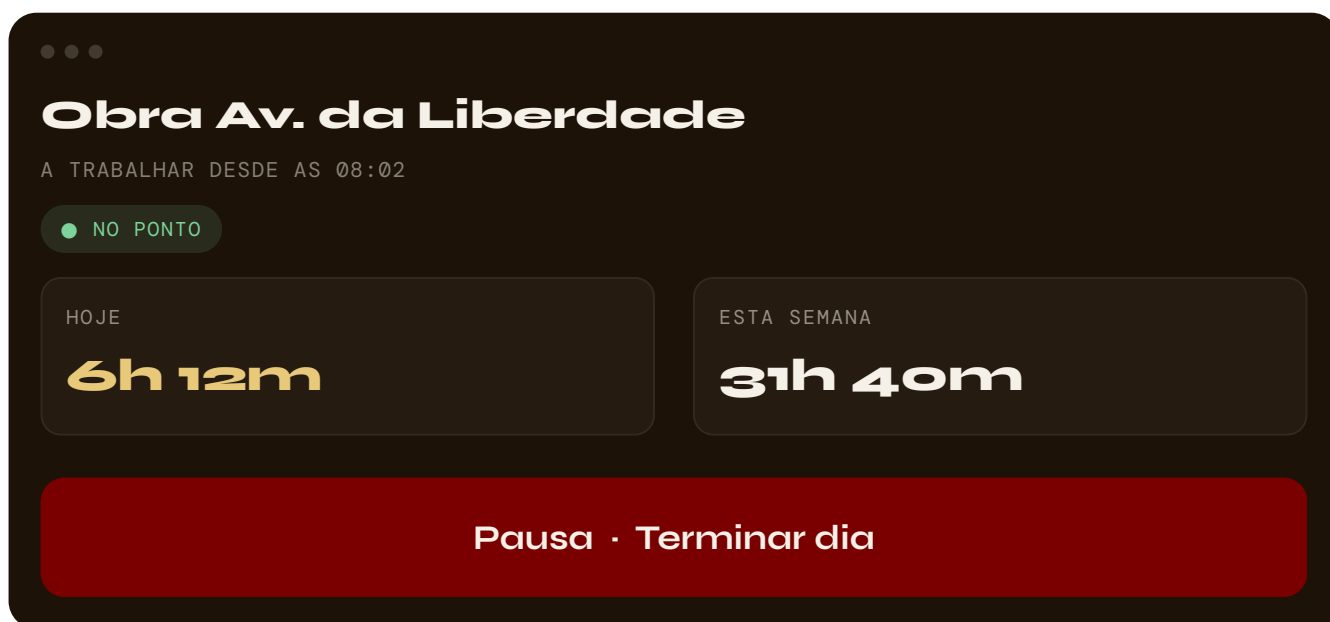 Obra Av. da Liberdade
A TRABALHAR DESDE AS 08:02
NO PONTO
HOJE
6h 12m
ESTA SEMANA
31h 40m
Pausa · Terminar dia